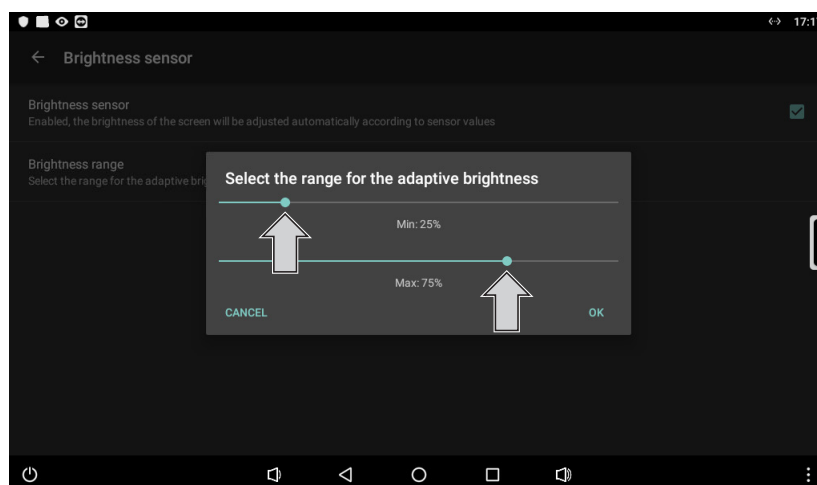 17:1
Brightness sensor
Brightness sensor
Enabled, the brightness of the screen will be adjusted automatically according to sensor values
Brightness range
Select the range for the adaptive bri
Select the range for the adaptive brightness
Min: 25%
Max: 75%
CANCEL
OK